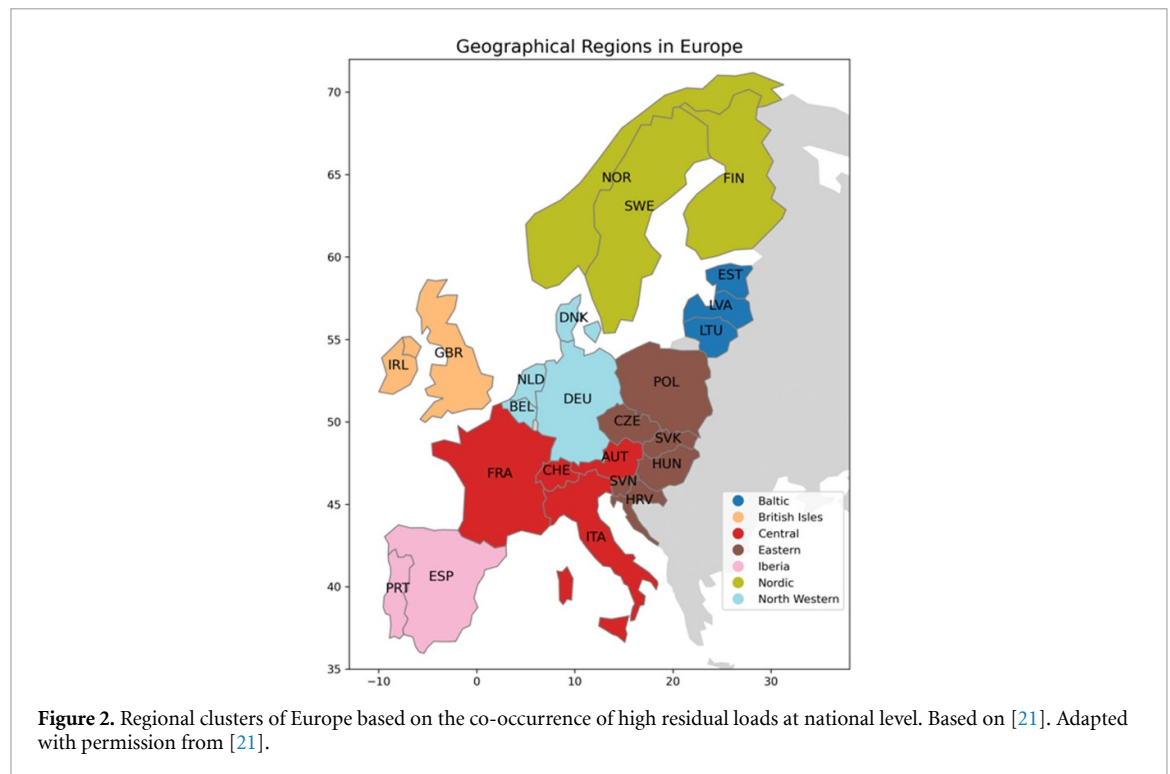 Geographical Regions in Europe
70
65
60
55
50
45
40
35
−10
0
10
20
30
NOR
SWE
FIN
EST
LVA
LTU
DNK
IRL
GBR
NLD
BEL
DEU
POL
CZE
SVK
AUT
HUN
FRA
CHE
SVN
HRV
ITA
PRT
ESP
Baltic
British Isles
Central
Eastern
Iberia
Nordic
North Western
Figure 2. Regional clusters of Europe based on the co-occurrence of high residual loads at national level. Based on [21]. Adapted
with permission from [21].